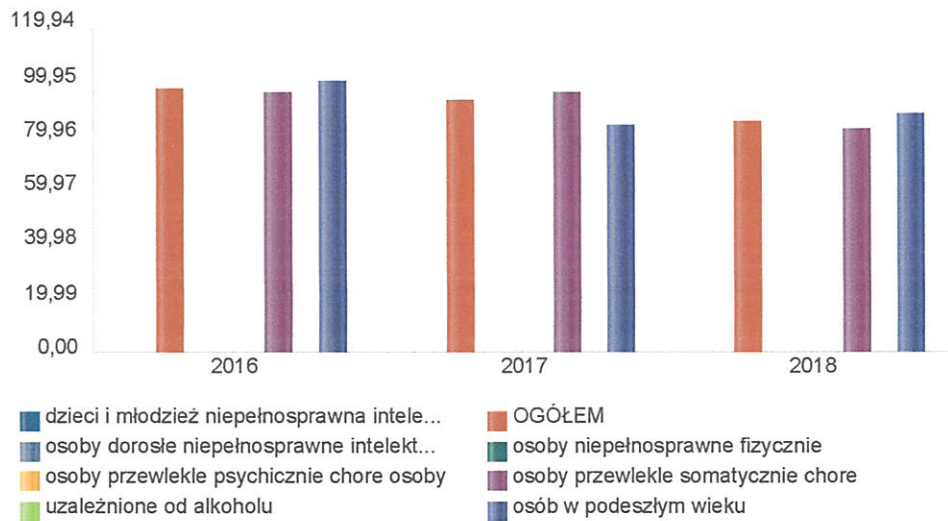 119,94
99,95
79,96
59,97
39,98
19,99
0,00
2016 2017 2018
dzieci i młodzież niepełnosprawna intele... OGÓŁEM
osoby dorosłe niepełnosprawne intelekt... osoby niepełnosprawne fizycznie
osoby przewlekle psychicznie chore osoby osoby przewlekle somatycznie chore
uzależnione od alkoholu osób w podeszłym wieku